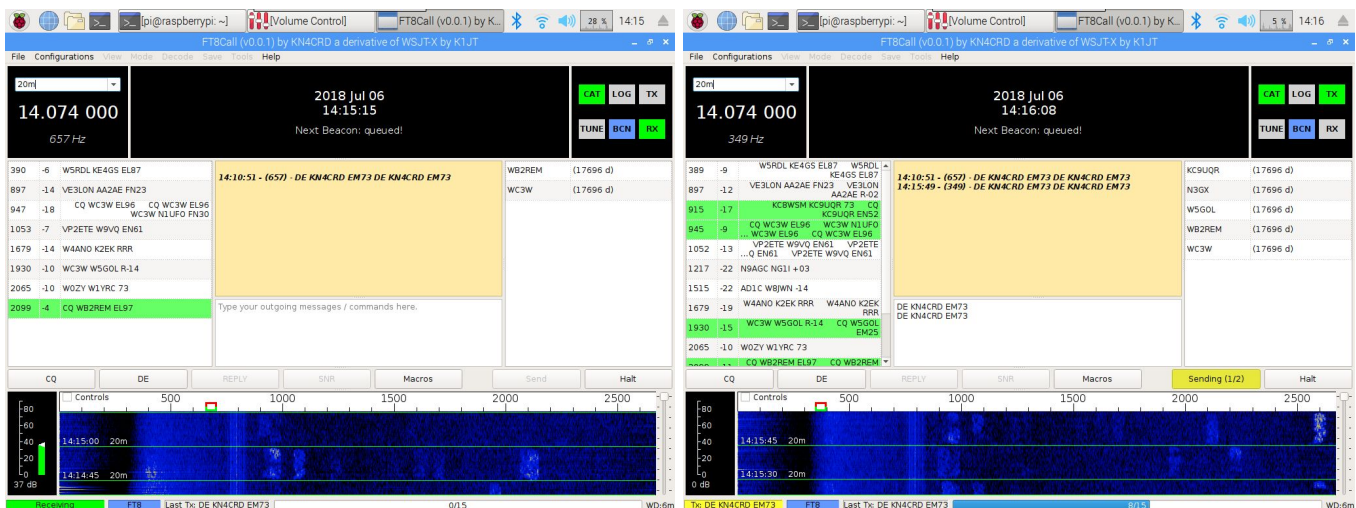 [pi@raspberrypi: ~] [Volume Control] FT8Call (v0.0.1) by K... 28 % 14:15
FT8Call (v0.0.1) by KN4CRD a derivative of WSJT-X by K1JT
File Configurations View Mode Decode Save Tools Help
20m
14.074 000
657 Hz
2018 Jul 06
14:15:15
Next Beacon: queued!
CAT LOG TX
TUNE BCN RX
390 -6 W5RDL KE4GS EL87
897 -14 VE3LON AA2AE FN23
947 -18 CQ WC3W EL96 CQ WC3W EL96
WC3W N1UFO FN30
1053 -7 VP2ETE W9VQ EN61
1679 -14 W4ANO K2EK RRR
1930 -10 WC3W W5GOL R-14
2065 -10 W0ZY W1YRC 73
2099 -4 CQ WB2REM EL97
14:10:51 - (657) - DE KN4CRD EM73 DE KN4CRD EM73
Type your outgoing messages / commands here.
WB2REM (17696 d)
WC3W (17696 d)
CQ DE REPLY SNR Macros Send Halt
Controls 500 1000 1500 2000 2500
80
60
40
20
0
37 dB
14:15:00 20m
14:14:45 20m
Receiving FT8 Last Tx: DE KN4CRD EM73 0/15 WD:6m
[pi@raspberrypi: ~] [Volume Control] FT8Call (v0.0.1) by K... 5 % 14:16
FT8Call (v0.0.1) by KN4CRD a derivative of WSJT-X by K1JT
File Configurations View Mode Decode Save Tools Help
20m
14.074 000
349 Hz
2018 Jul 06
14:16:08
Next Beacon: queued!
CAT LOG TX
TUNE BCN RX
389 -9 W5RDL KE4GS EL87 W5RDL
KE4GS EL87
897 -12 VE3LON AA2AE FN23 VE3LON
AA2AE R-02
915 -17 KC8WSM KC9UQR 73 CQ
KC9UQR EN52
945 -9 CQ WC3W EL96 WC3W N1UFO
... WC3W EL96 CQ WC3W EL96
1052 -13 VP2ETE W9VQ EN61 VP2ETE
...Q EN61 VP2ETE W9VQ EN61
1217 -22 N9AGC NG1I +03
1515 -22 AD1C W8JWN -14
1679 -19 W4ANO K2EK RRR W4ANO K2EK
RRR
1930 -15 WC3W W5GOL R-14 CQ W5GOL
EM25
2065 -10 W0ZY W1YRC 73
CQ WB2REM EL97 CQ WB2REM
14:10:51 - (657) - DE KN4CRD EM73 DE KN4CRD EM73
14:15:49 - (349) - DE KN4CRD EM73 DE KN4CRD EM73
DE KN4CRD EM73
DE KN4CRD EM73
KC9UQR (17696 d)
N3GX (17696 d)
W5GOL (17696 d)
WB2REM (17696 d)
WC3W (17696 d)
CQ DE REPLY SNR Macros Sending (1/2) Halt
Controls 500 1000 1500 2000 2500
80
60
40
20
0
0 dB
14:15:45 20m
14:15:30 20m
Tx: DE KN4CRD EM73 FT8 Last Tx: DE KN4CRD EM73 8/15 WD:6m